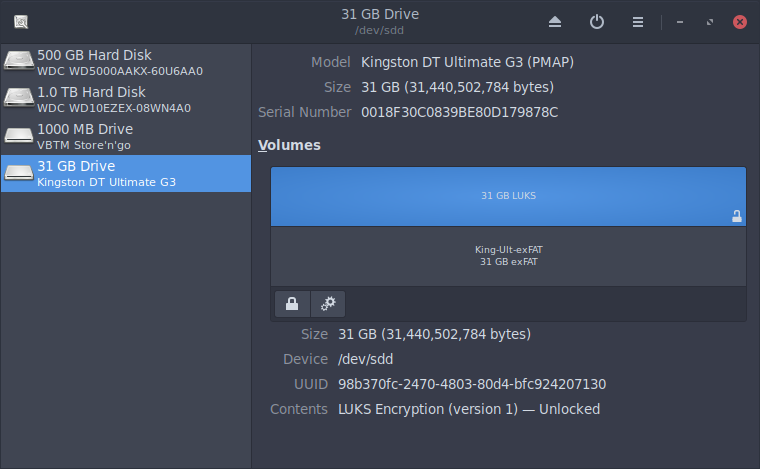 31 GB Drive
/dev/sdd
500 GB Hard Disk
WDC WD5000AAKX-60U6AA0
1.0 TB Hard Disk
WDC WD10EZEX-08WN4A0
1000 MB Drive
VBTM Store'n'go
31 GB Drive
Kingston DT Ultimate G3
Model Kingston DT Ultimate G3 (PMAP)
Size 31 GB (31,440,502,784 bytes)
Serial Number 0018F30C0839BE80D179878C
Volumes
31 GB LUKS
King-Ult-exFAT
31 GB exFAT
Size 31 GB (31,440,502,784 bytes)
Device /dev/sdd
UUID 98b370fc-2470-4803-80d4-bfc924207130
Contents LUKS Encryption (version 1) — Unlocked